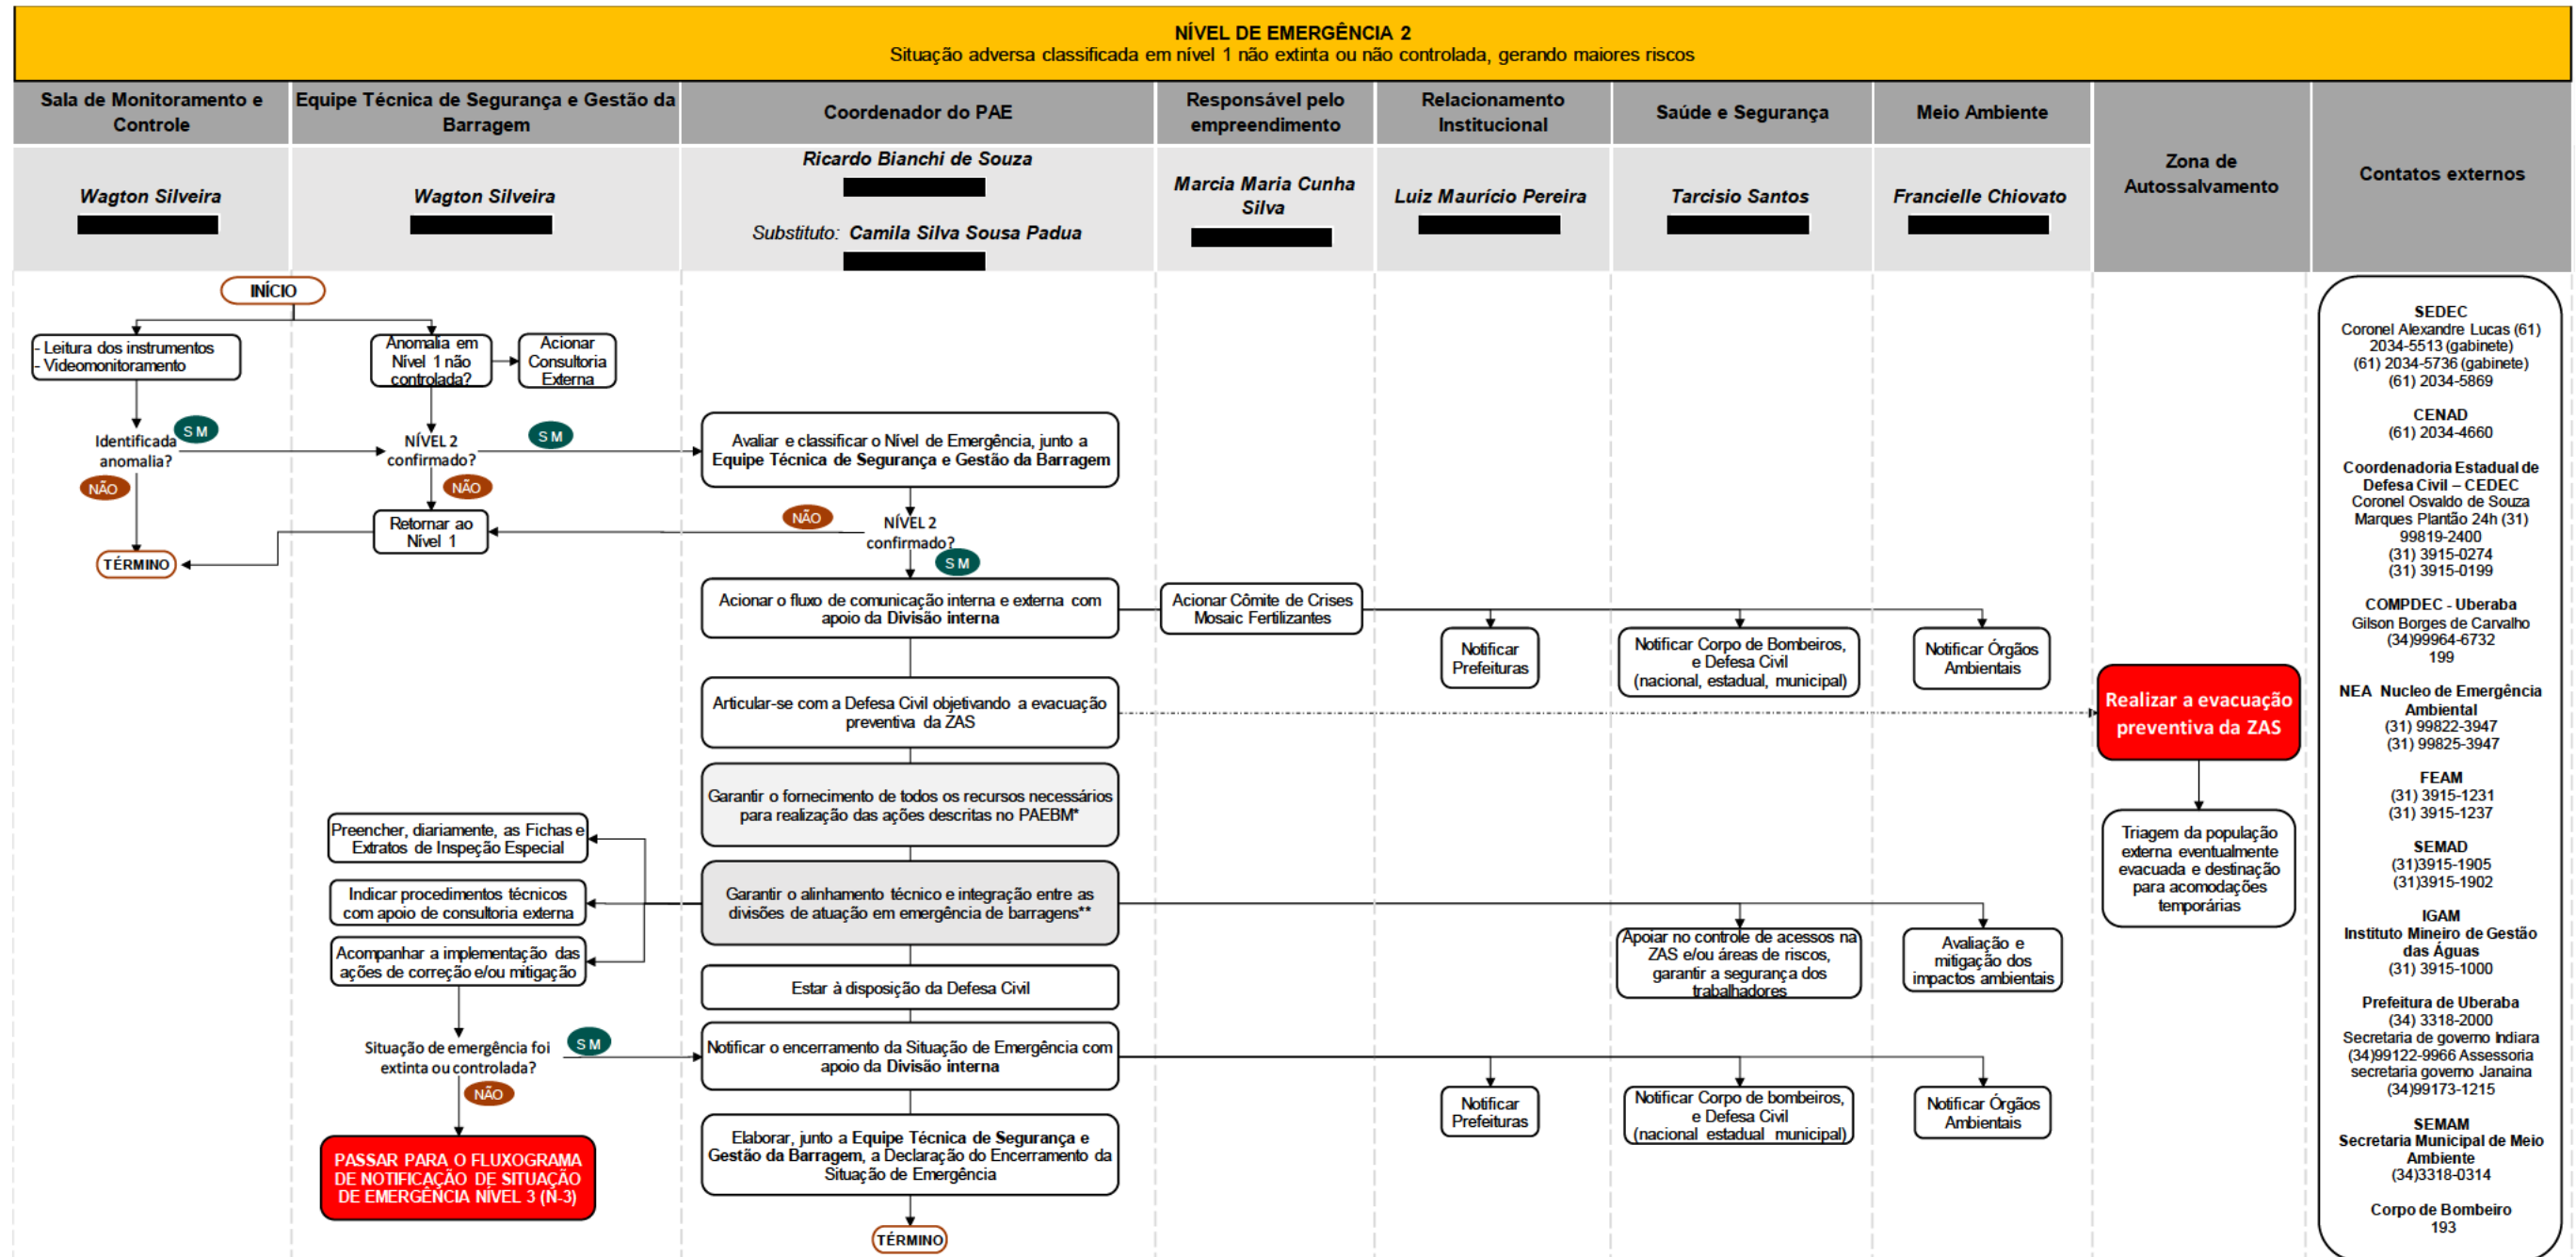 NÍVEL DE EMERGÊNCIA 2
Situação adversa classificada em nível 1 não extinta ou não controlada, gerando maiores riscos
Sala de Monitoramento e
Controle
Equipe Técnica de Segurança e Gestão da
Barragem
Coordenador do PAE
Responsável pelo
empreendimento
Relacionamento
Institucional
Saúde e Segurança
Meio Ambiente
Zona de
Autossalvamento
Contatos externos
Wagton Silveira
Wagton Silveira
Ricardo Bianchi de Souza
Substituto: Camila Silva Sousa Padua
Marcia Maria Cunha
Silva
Luiz Maurício Pereira
Tarcisio Santos
Francielle Chiovato
INÍCIO
- Leitura dos instrumentos
- Videomonitoramento
Anomalia em
Nível 1 não
controlada?
Acionar
Consultoria
Externa
Identificada
anomalia?
S M
NÃO
NÍVEL 2
confirmado?
S M
NÃO
Retornar ao
Nível 1
TÉRMINO
Avaliar e classificar o Nível de Emergência, junto a
Equipe Técnica de Segurança e Gestão da Barragem
NÃO
NÍVEL 2
confirmado?
S M
Acionar o fluxo de comunicação interna e externa com
apoio da Divisão interna
Acionar Cômite de Crises
Mosaic Fertilizantes
Notificar
Prefeituras
Notificar Corpo de Bombeiros,
e Defesa Civil
(nacional, estadual, municipal)
Notificar Órgãos
Ambientais
Articular-se com a Defesa Civil objetivando a evacuação
preventiva da ZAS
Realizar a evacuação
preventiva da ZAS
Triagem da população
externa eventualmente
evacuada e destinação
para acomodações
temporárias
Garantir o fornecimento de todos os recursos necessários
para realização das ações descritas no PAEBM*
Preencher, diariamente, as Fichas e
Extratos de Inspeção Especial
Indicar procedimentos técnicos
com apoio de consultoria externa
Acompanhar a implementação das
ações de correção e/ou mitigação
Garantir o alinhamento técnico e integração entre as
divisões de atuação em emergência de barragens**
Apoiar no controle de acessos na
ZAS e/ou áreas de riscos,
garantir a segurança dos
trabalhadores
Avaliação e
mitigação dos
impactos ambientais
Estar à disposição da Defesa Civil
Situação de emergência foi
extinta ou controlada?
S M
NÃO
Notificar o encerramento da Situação de Emergência com
apoio da Divisão interna
Notificar
Prefeituras
Notificar Corpo de bombeiros,
e Defesa Civil
(nacional estadual municipal)
Notificar Órgãos
Ambientais
PASSAR PARA O FLUXOGRAMA
DE NOTIFICAÇÃO DE SITUAÇÃO
DE EMERGÊNCIA NÍVEL 3 (N-3)
Elaborar, junto a Equipe Técnica de Segurança e
Gestão da Barragem, a Declaração do Encerramento da
Situação de Emergência
TÉRMINO
SEDEC
Coronel Alexandre Lucas (61)
2034-5513 (gabinete)
(61) 2034-5736 (gabinete)
(61) 2034-5869
CENAD
(61) 2034-4660
Coordenadoria Estadual de
Defesa Civil – CEDEC
Coronel Osvaldo de Souza
Marques Plantão 24h (31)
99819-2400
(31) 3915-0274
(31) 3915-0199
COMPDEC - Uberaba
Gilson Borges de Carvalho
(34)99964-6732
199
NEA Nucleo de Emergência
Ambiental
(31) 99822-3947
(31) 99825-3947
FEAM
(31) 3915-1231
(31) 3915-1237
SEMAD
(31)3915-1905
(31)3915-1902
IGAM
Instituto Mineiro de Gestão
das Águas
(31) 3915-1000
Prefeitura de Uberaba
(34) 3318-2000
Secretaria de governo Indiara
(34)99122-9966 Assessoria
secretaria governo Janaina
(34)99173-1215
SEMAM
Secretaria Municipal de Meio
Ambiente
(34)3318-0314
Corpo de Bombeiro
193